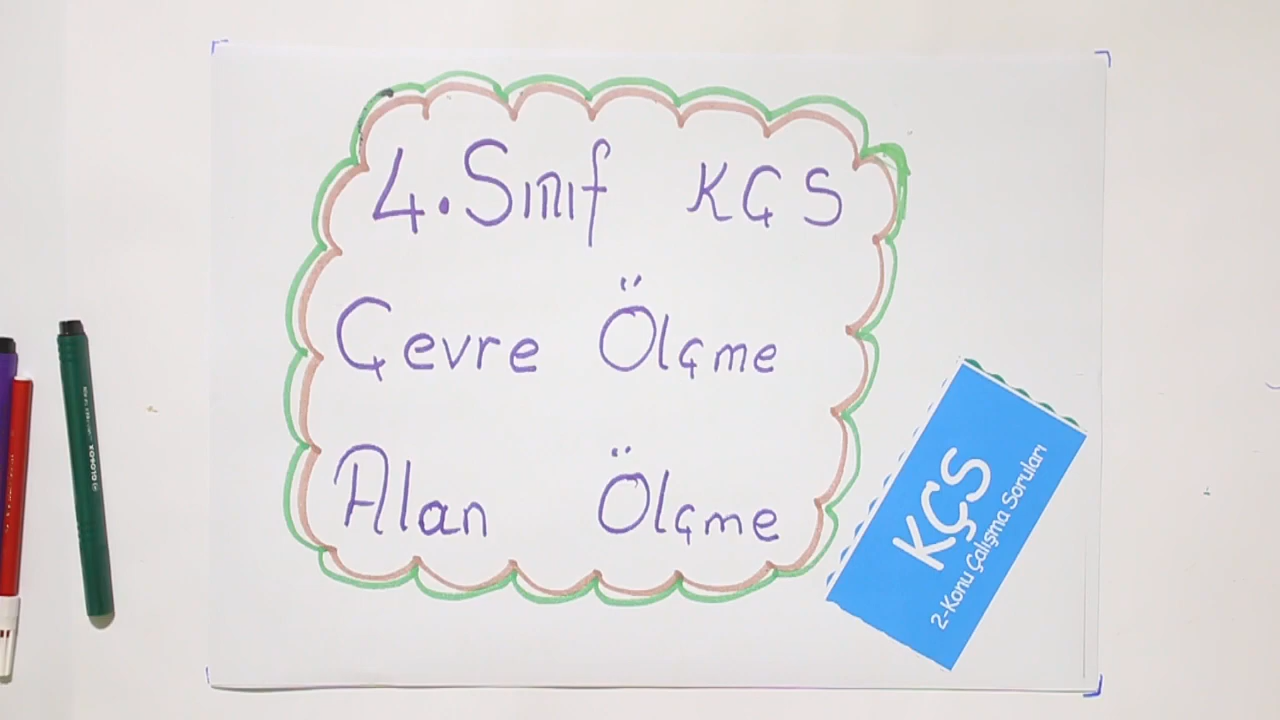 4. Sınıf KÇS
Çevre Ölçme
Alan Ölçme
KÇS
2-Konu Çalışma Soruları